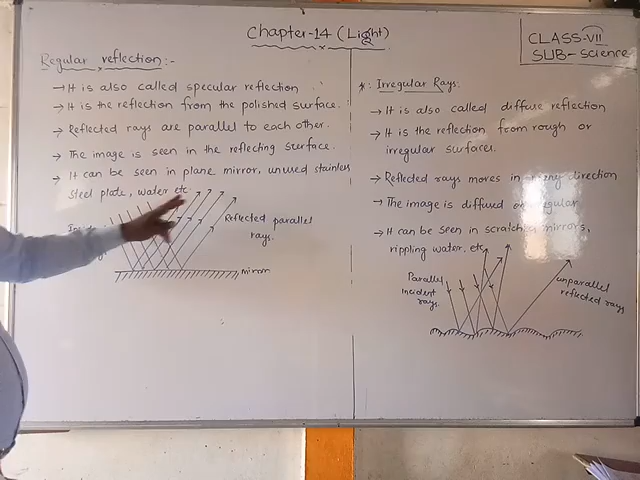 Chapter-14 (Light)
CLASS-VII
SUB-Science
Regular reflection:-
→ It is also called specular reflection
→ It is the reflection from the polished surface.
→ Reflected rays are parallel to each other.
→ The image is seen in the reflecting surface.
→ It can be seen in plane mirror, unused stainless
steel plate, water etc.
Reflected parallel
rays.
mirror
Irregular Rays:
→ It is also called diffuse reflection
→ It is the reflection from rough or
irregular surfaces.
→ Reflected rays moves in direction
→ The image is diffused
→ It can be seen in mirrors,
rippling water, etc
Parallel
incident
rays.
unparallel
reflected rays